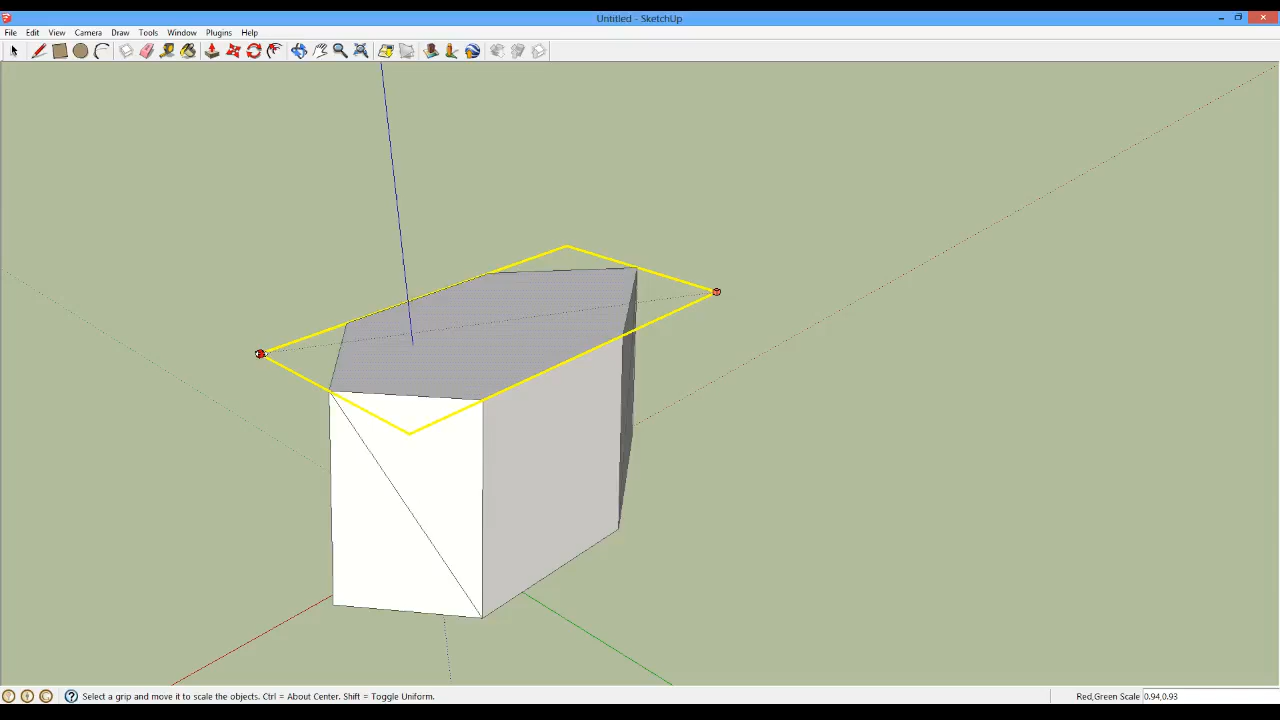 Untitled - SketchUp
File Edit View Camera Draw Tools Window Plugins Help
Select a grip and move it to scale the objects. Ctrl = About Center. Shift = Toggle Uniform.
Red,Green Scale 0.94,0.93